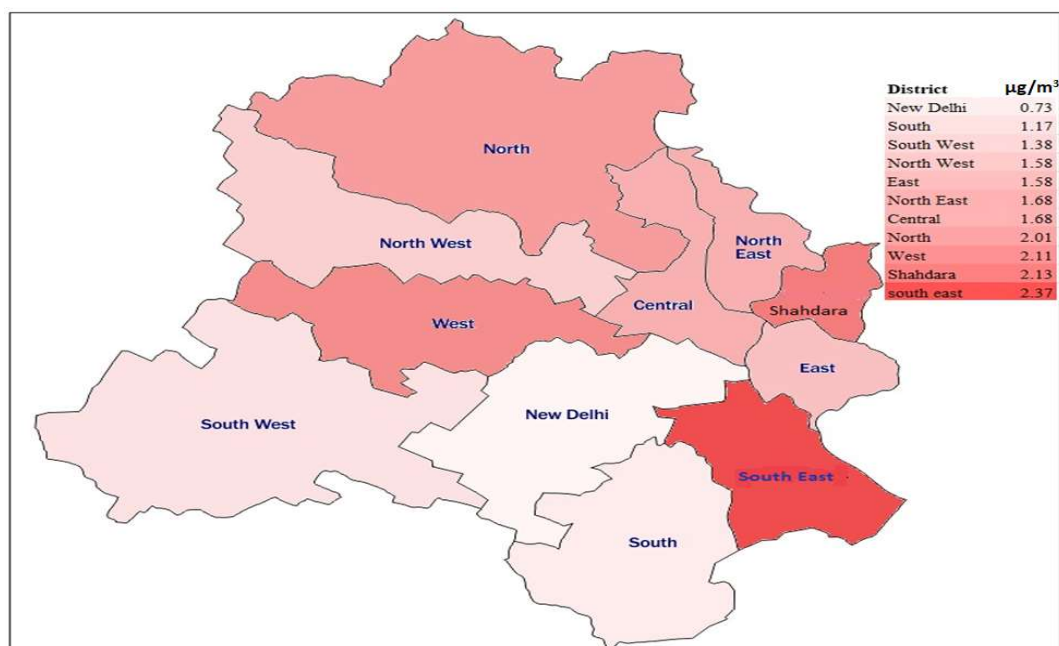 North
North West
North
East
Central
Shahdara
West
East
South West
New Delhi
South East
South
District µg/m³
New Delhi 0.73
South 1.17
South West 1.38
North West 1.58
East 1.58
North East 1.68
Central 1.68
North 2.01
West 2.11
Shahdara 2.13
south east 2.37